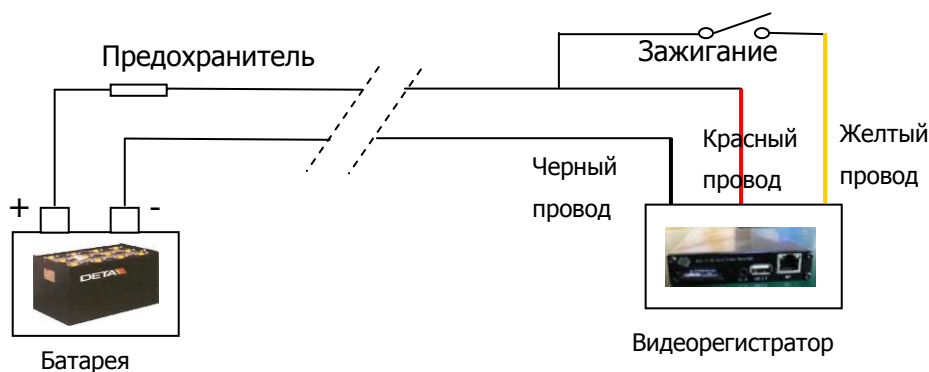 Предохранитель
Зажигание
Черный
провод
Красный
провод
Желтый
провод
+ -
DETA
Батарея
Видеорегистратор